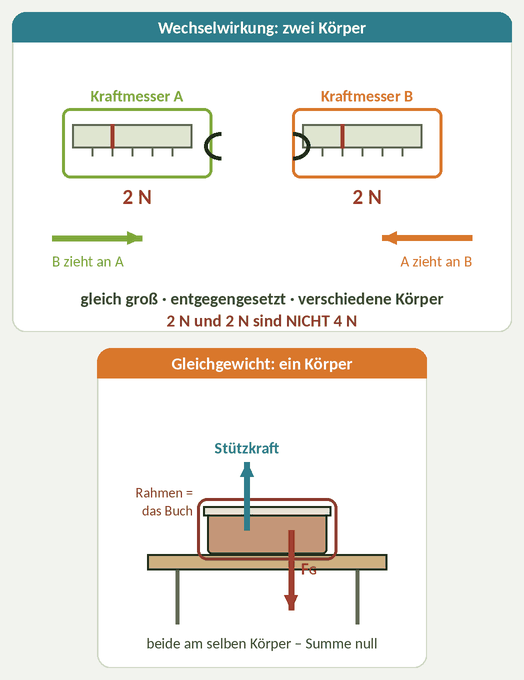 Wechselwirkung: zwei Körper
Kraftmesser A
Kraftmesser B
2 N
2 N
B zieht an A
A zieht an B
gleich groß · entgegengesetzt · verschiedene Körper
2 N und 2 N sind NICHT 4 N
Gleichgewicht: ein Körper
Stützkraft
Rahmen =
das Buch
FG
beide am selben Körper – Summe null